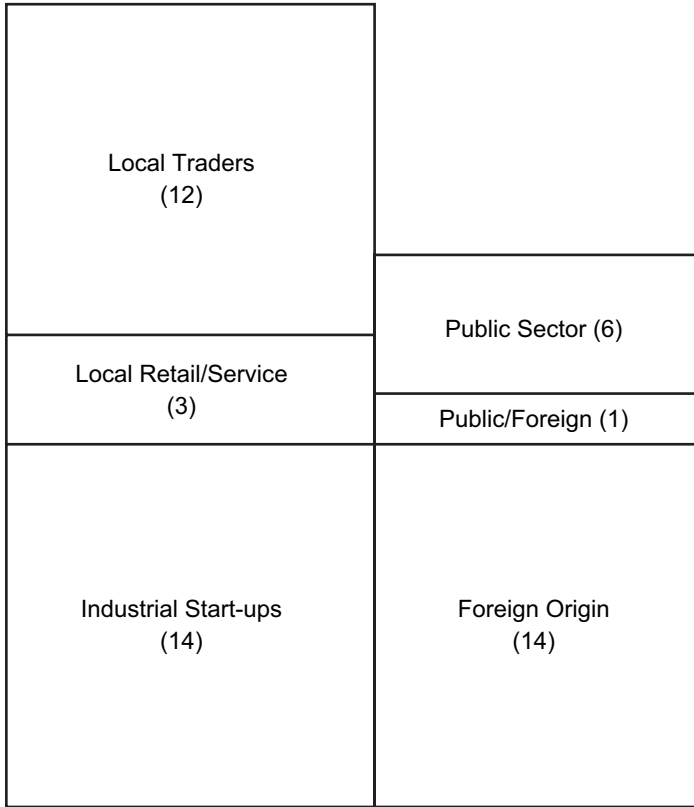 Local Traders
(12)
Local Retail/Service
(3)
Industrial Start-ups
(14)
Public Sector (6)
Public/Foreign (1)
Foreign Origin
(14)